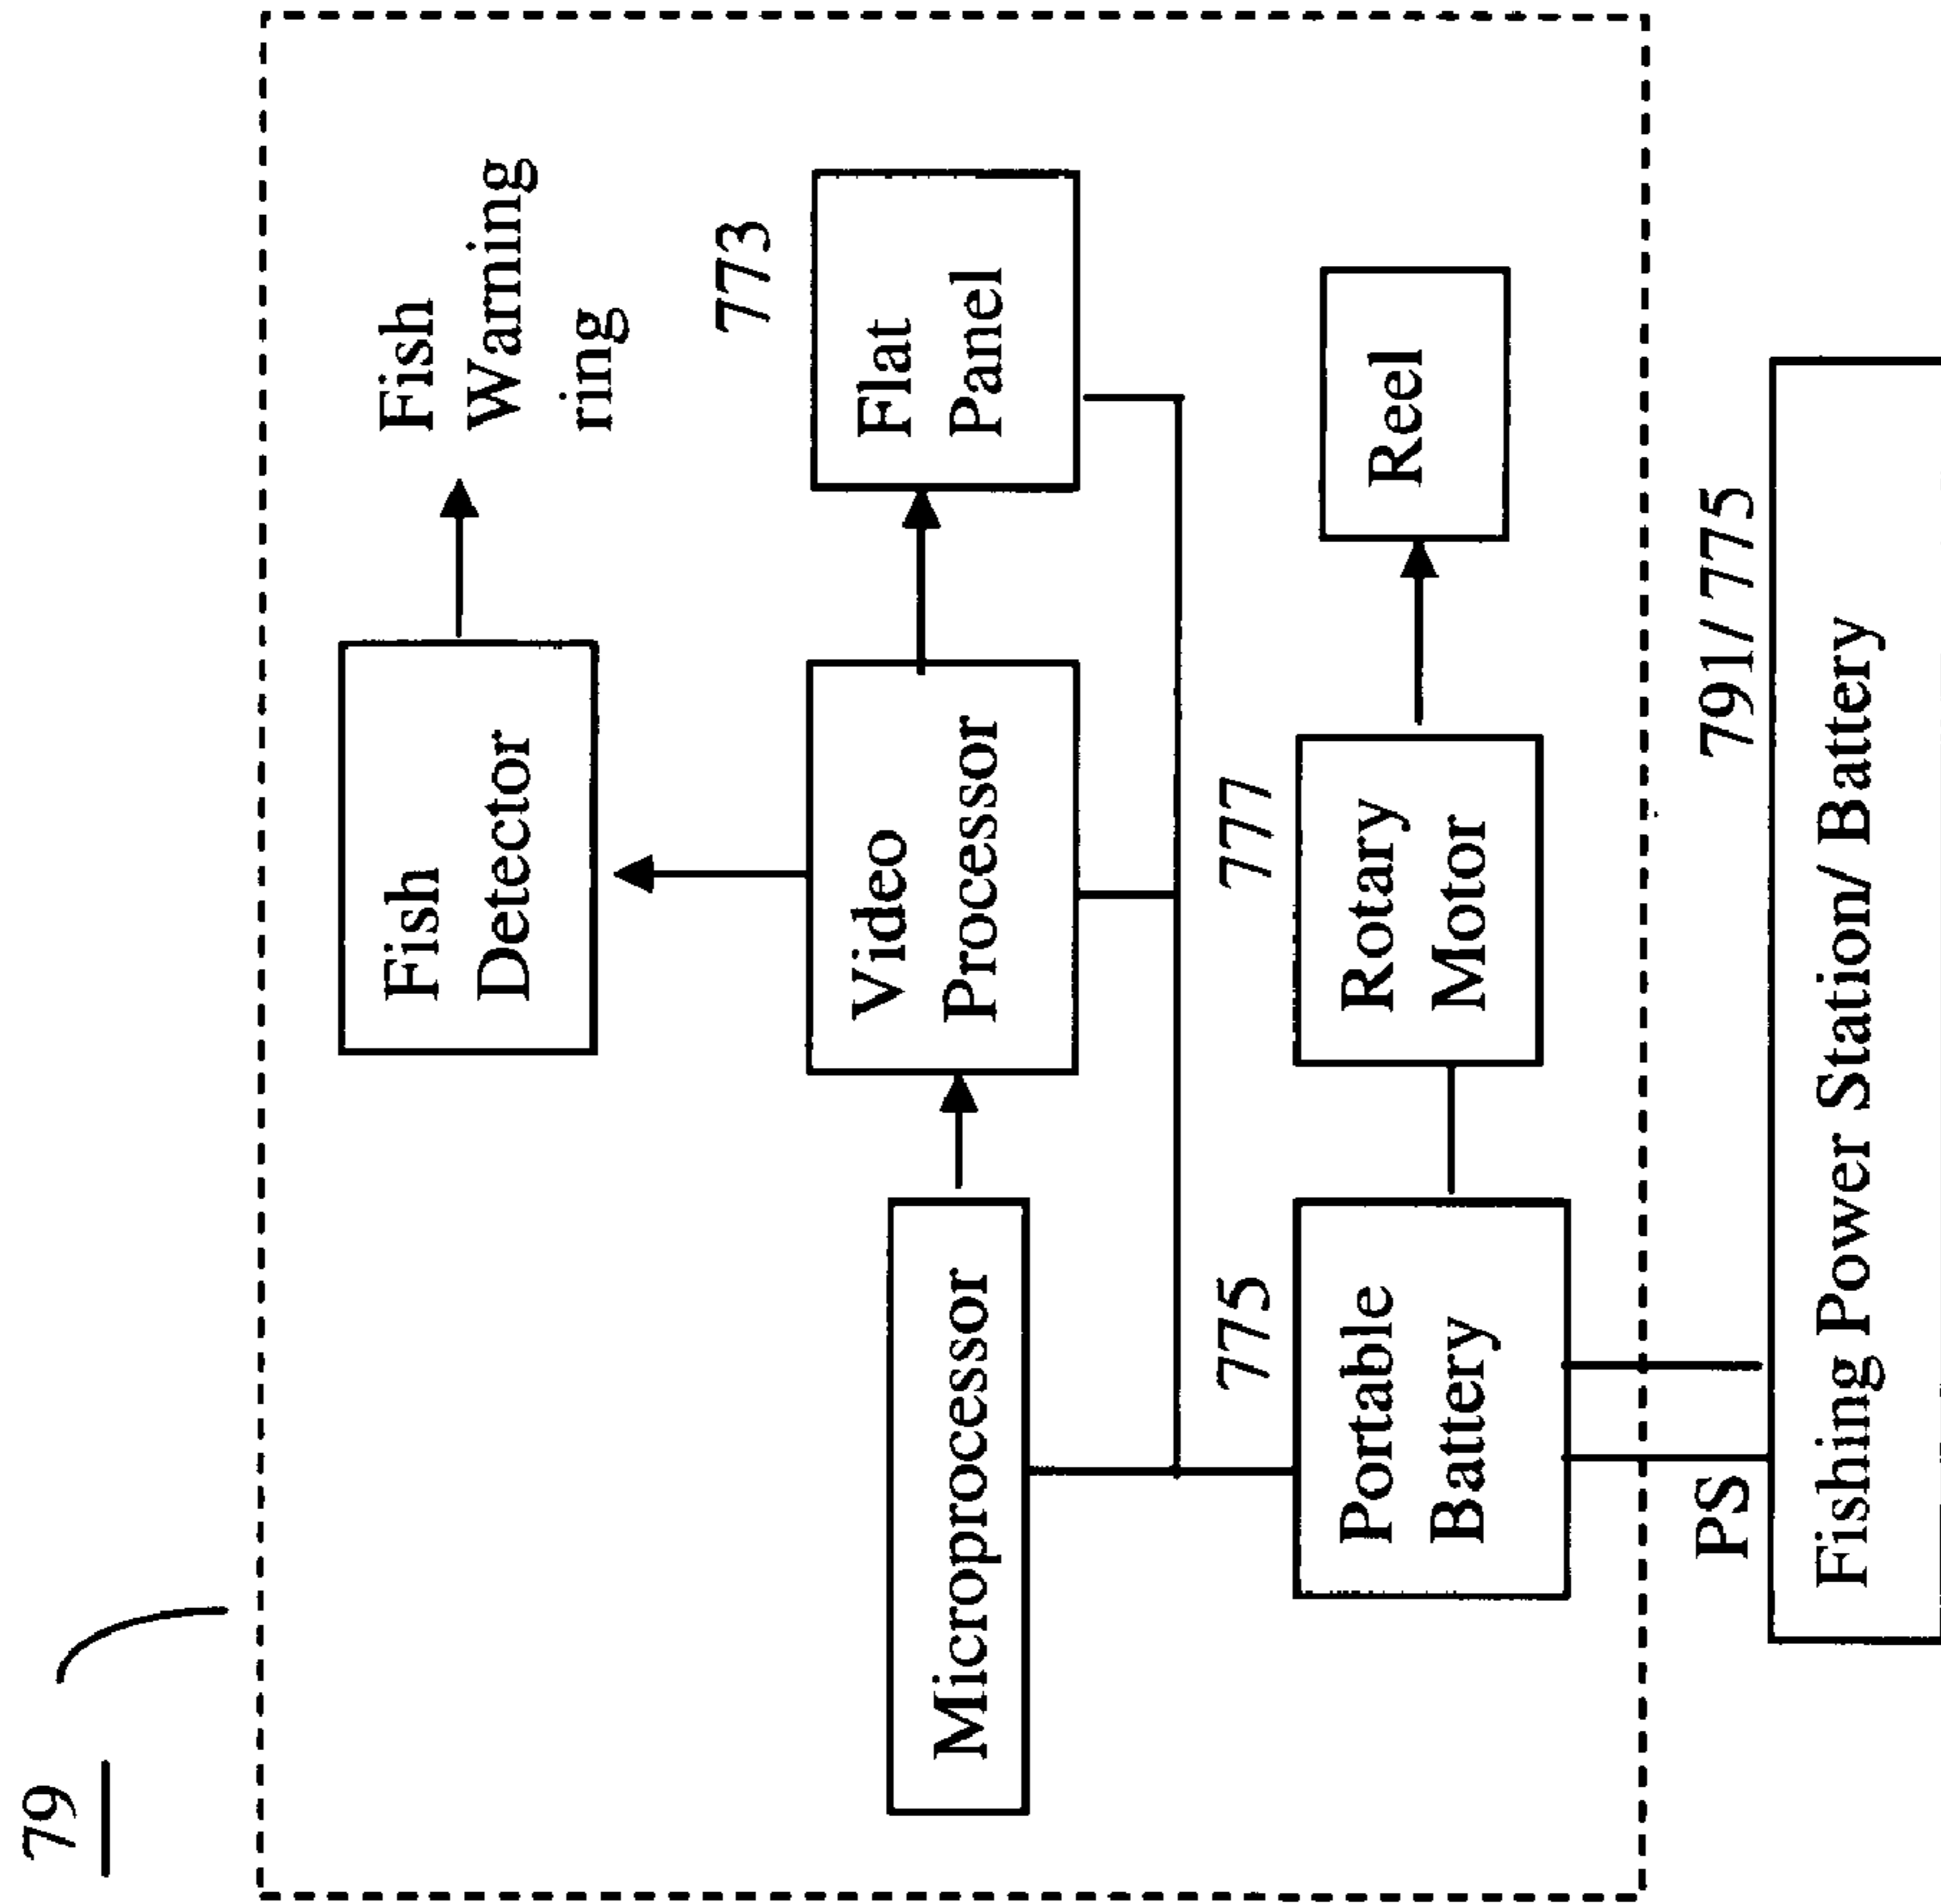 79
Fish
Detector
Fish
Warning
ring
Microprocessor
Video
Processor
773
Flat
Panel
775
Portable
Battery
777
Rotary
Motor
Reel
PS
791/775
Fishing Power Station/ Battery